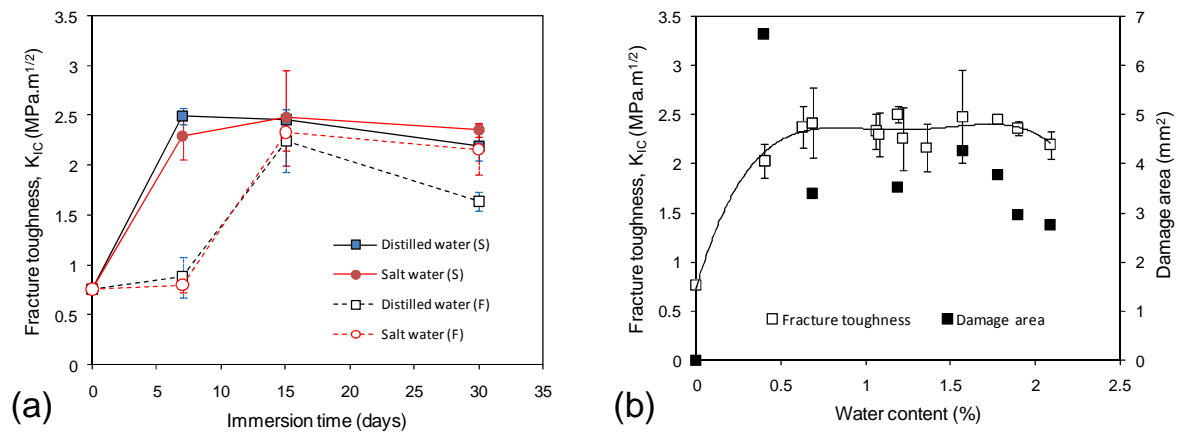 Fracture toughness, K_IC (MPa.m^1/2)
3.5
3
2.5
2
1.5
1
0.5
0
0 5 10 15 20 25 30 35
Immersion time (days)
Distilled water (S)
Salt water (S)
Distilled water (F)
Salt water (F)
(a)
Fracture toughness, K_IC (MPa.m^1/2)
3.5
3
2.5
2
1.5
1
0.5
0
0 0.5 1 1.5 2 2.5
Water content (%)
Fracture toughness Damage area
7
6
5
4
3
2
1
0
Damage area (mm²)
(b)